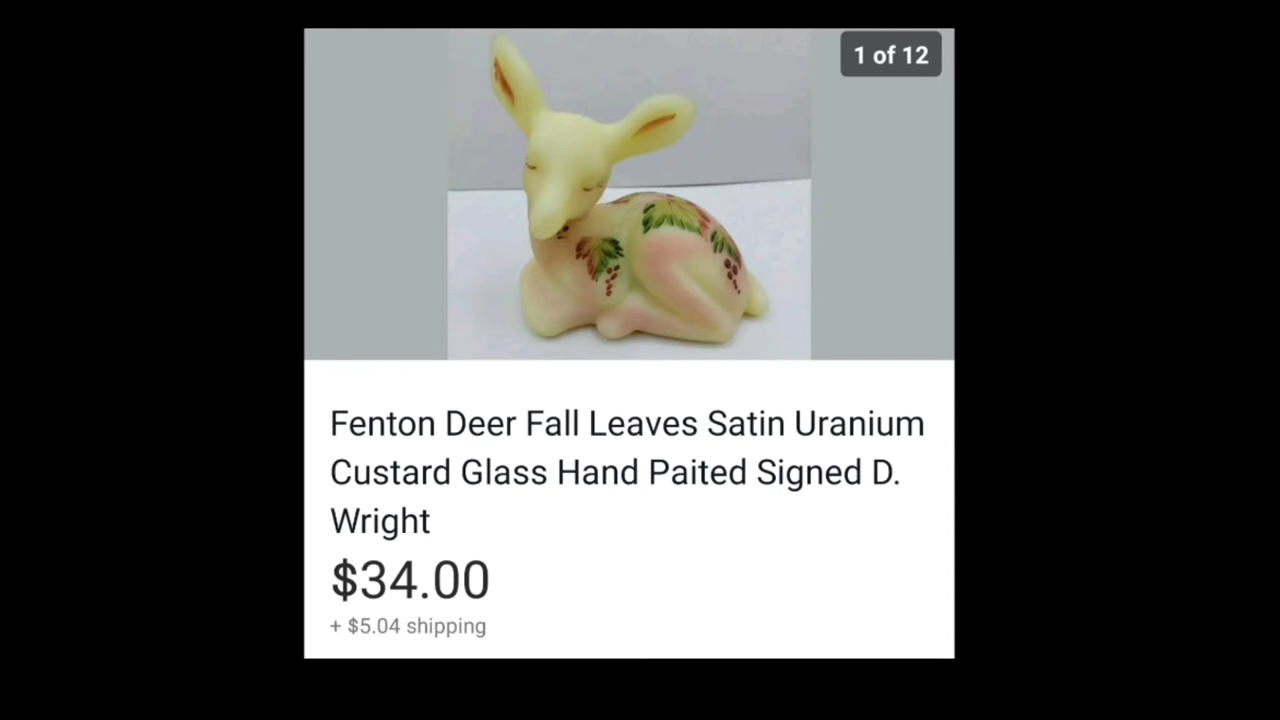 1 of 12
Fenton Deer Fall Leaves Satin Uranium
Custard Glass Hand Paited Signed D.
Wright
$34.00
+ $5.04 shipping